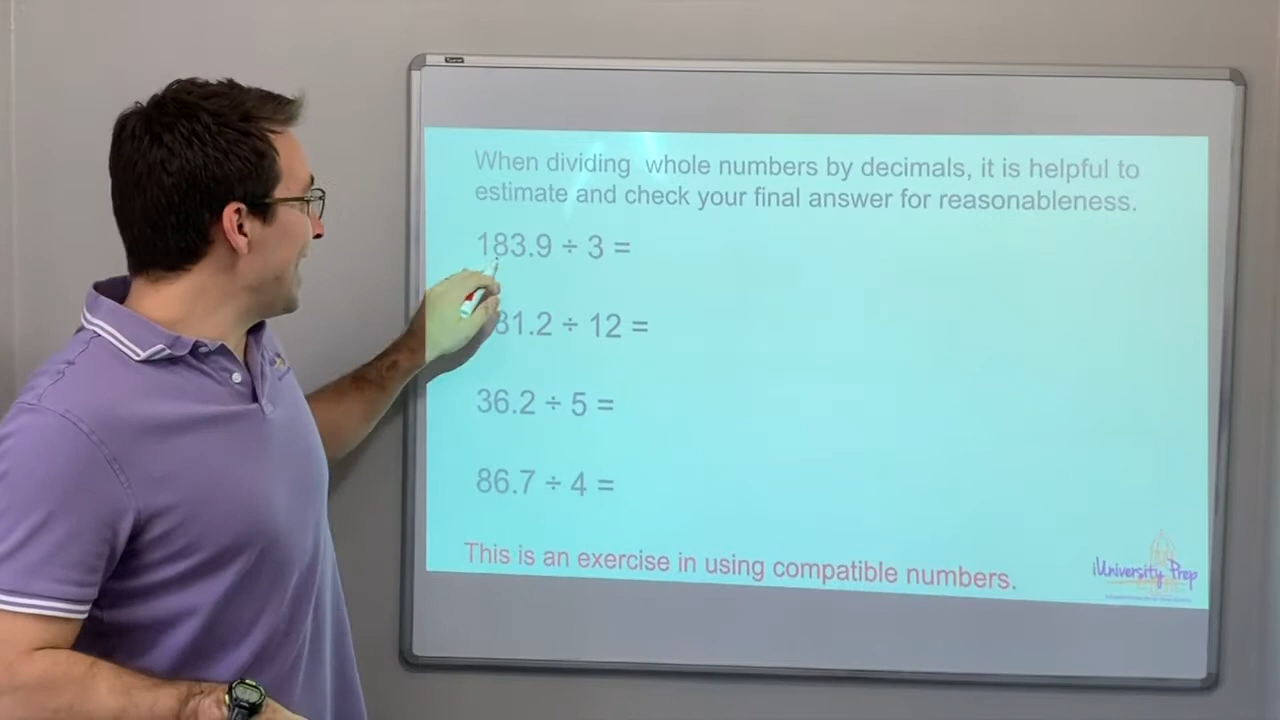 When dividing whole numbers by decimals, it is helpful to
estimate and check your final answer for reasonableness.
183.9 ÷ 3 =
81.2 ÷ 12 =
36.2 ÷ 5 =
86.7 ÷ 4 =
This is an exercise in using compatible numbers.
iUniversity Prep